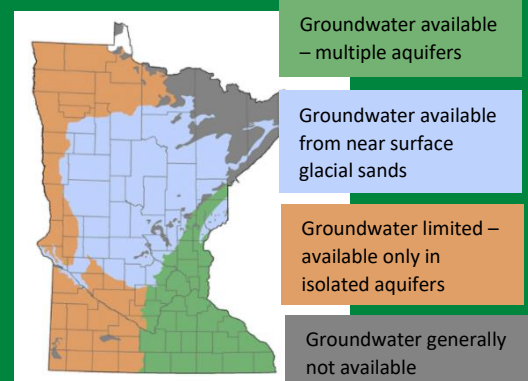 Groundwater available
– multiple aquifers
Groundwater available
from near surface
glacial sands
Groundwater limited –
available only in
isolated aquifers
Groundwater generally
not available